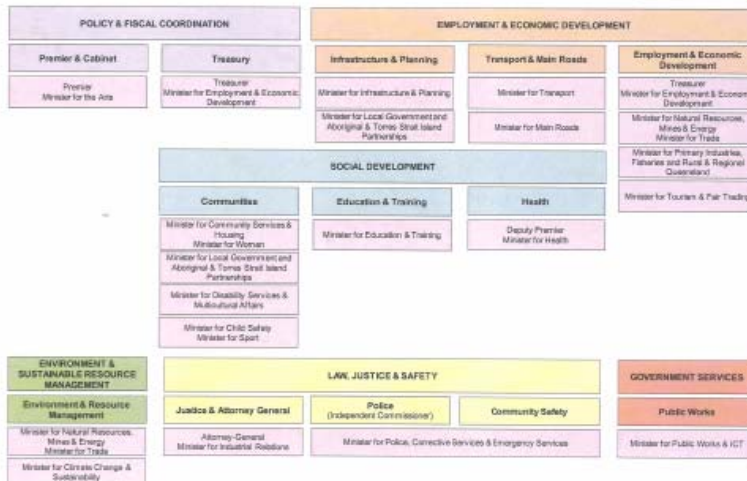 POLICY & FISCAL COORDINATION
EMPLOYMENT & ECONOMIC DEVELOPMENT
Premier & Cabinet
Treasury
Infrastructure & Planning
Transport & Main Roads
Employment & Economic
Development
Premier
Minister for the Arts
Treasurer
Minister for Employment & Economic
Development
Minister for Infrastructure & Planning
Minister for Local Government and
Aboriginal & Torres Strait Island
Partnerships
Minister for Transport
Minister for Main Roads
Treasurer
Minister for Employment & Econom
Development
Minister for Natural Resources,
Mines & Energy
Minister for Trade
Minister for Primary Industries,
Fisheries and Rural & Regional
Queensland
Minister for Tourism & Fair Trading
SOCIAL DEVELOPMENT
Communities
Education & Training
Health
Minister for Community Services &
Housing
Minister for Women
Minister for Local Government and
Aboriginal & Torres Strait Island
Partnerships
Minister for Disability Services &
Multicultural Affairs
Minister for Child Safety
Minister for Sport
Minister for Education & Training
Deputy Premier
Minister for Health
ENVIRONMENT &
SUSTAINABLE RESOURCE
MANAGEMENT
LAW, JUSTICE & SAFETY
GOVERNMENT SERVICES
Environment & Resource
Management
Justice & Attorney General
Police
(Independent Commissioner)
Community Safety
Public Works
Minister for Natural Resources,
Mines & Energy
Minister for Trade
Minister for Climate Change &
Sustainability
Attorney-General
Minister for Industrial Relations
Minister for Police, Corrective Services & Emergency Services
Minister for Public Works & ICT